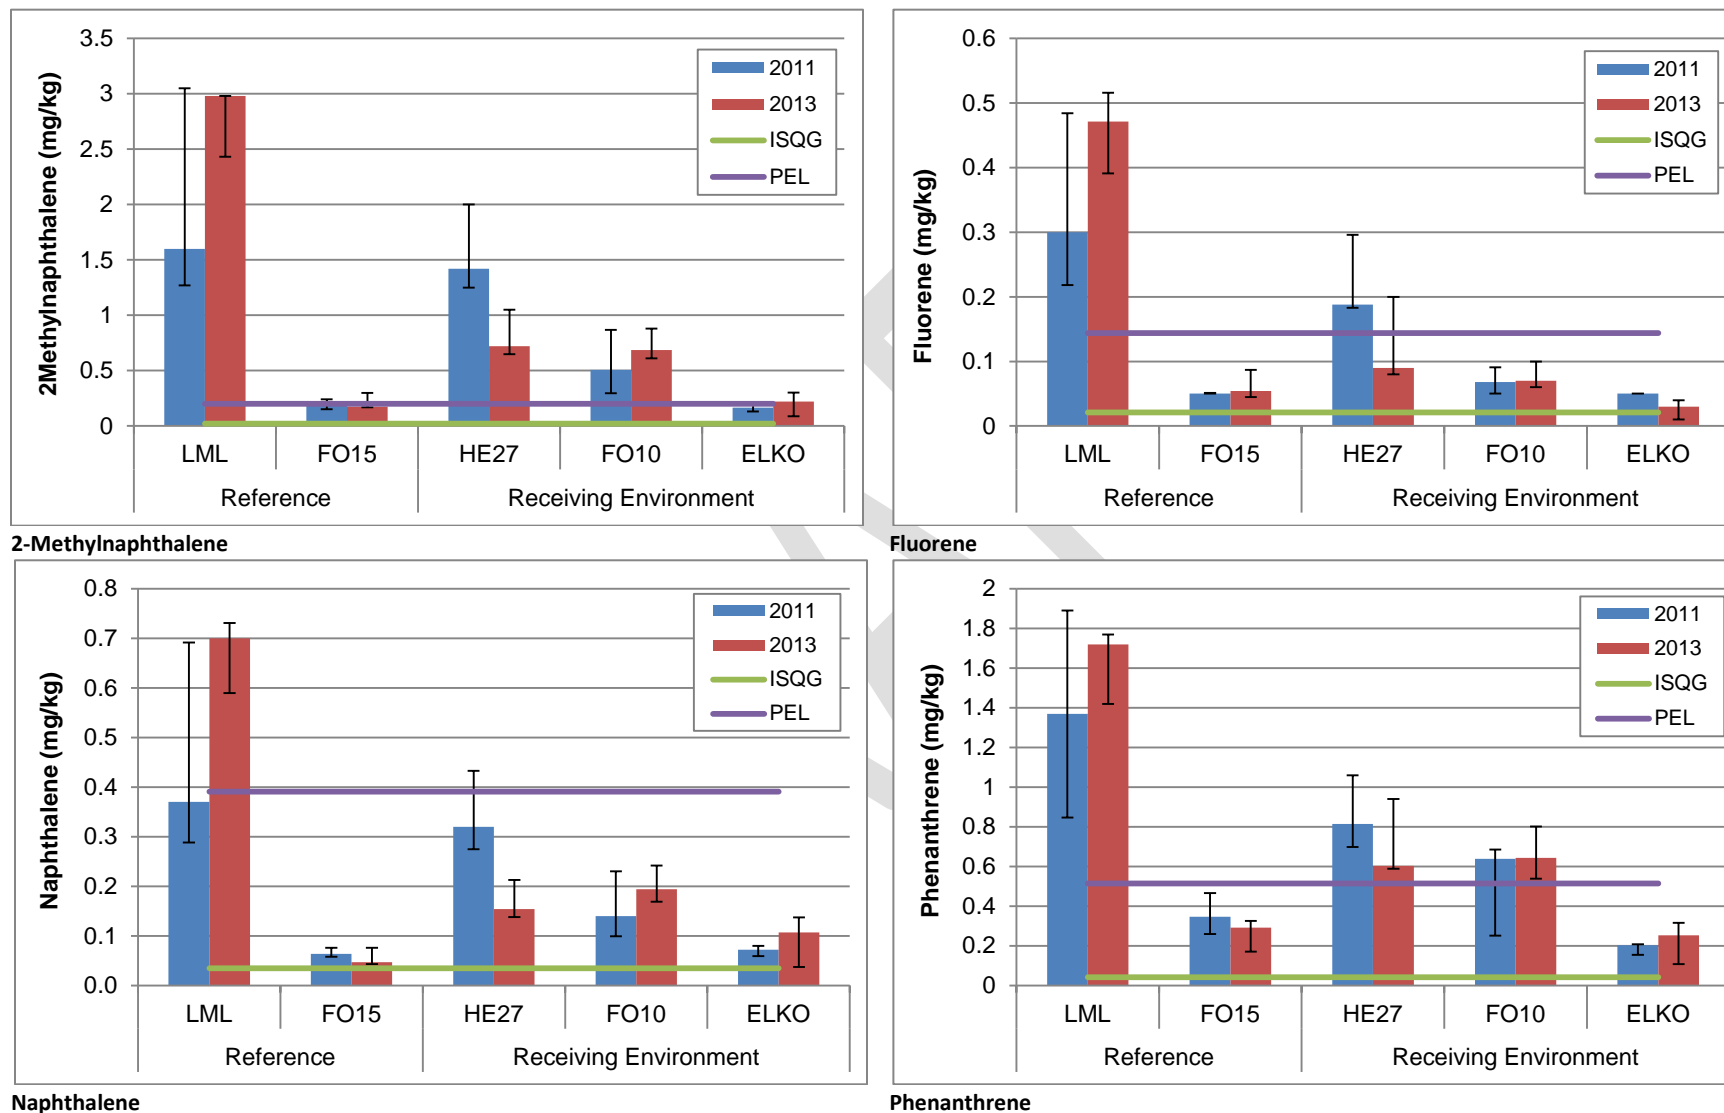 2Methylnaphthalene (mg/kg)
3.5
3
2.5
2
1.5
1
0.5
0
2011
2013
ISQG
PEL
LML FO15 HE27 FO10 ELKO
Reference Receiving Environment
2-Methylnaphthalene
Fluorene (mg/kg)
0.6
0.5
0.4
0.3
0.2
0.1
0
2011
2013
ISQG
PEL
LML FO15 HE27 FO10 ELKO
Reference Receiving Environment
Fluorene
Naphthalene (mg/kg)
0.8
0.7
0.6
0.5
0.4
0.3
0.2
0.1
0.0
2011
2013
ISQG
PEL
LML FO15 HE27 FO10 ELKO
Reference Receiving Environment
Naphthalene
Phenanthrene (mg/kg)
2
1.8
1.6
1.4
1.2
1
0.8
0.6
0.4
0.2
0
2011
2013
ISQG
PEL
LML FO15 HE27 FO10 ELKO
Reference Receiving Environment
Phenanthrene